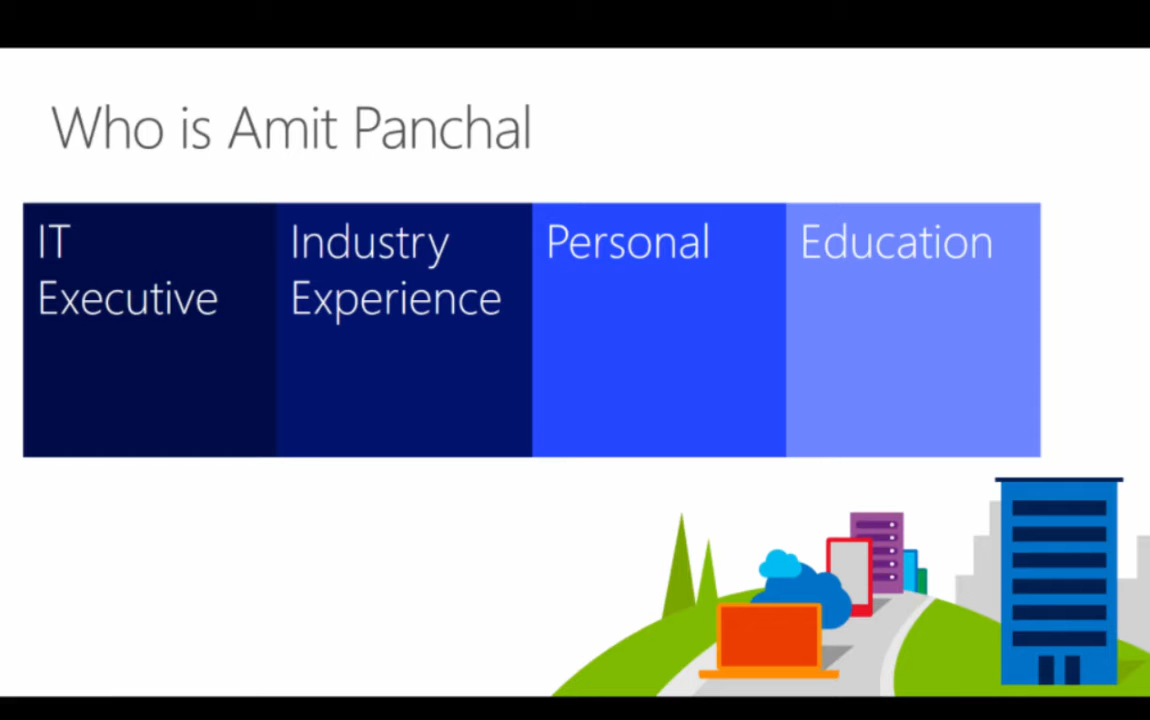 Who is Amit Panchal
IT
Executive
Industry
Experience
Personal
Education